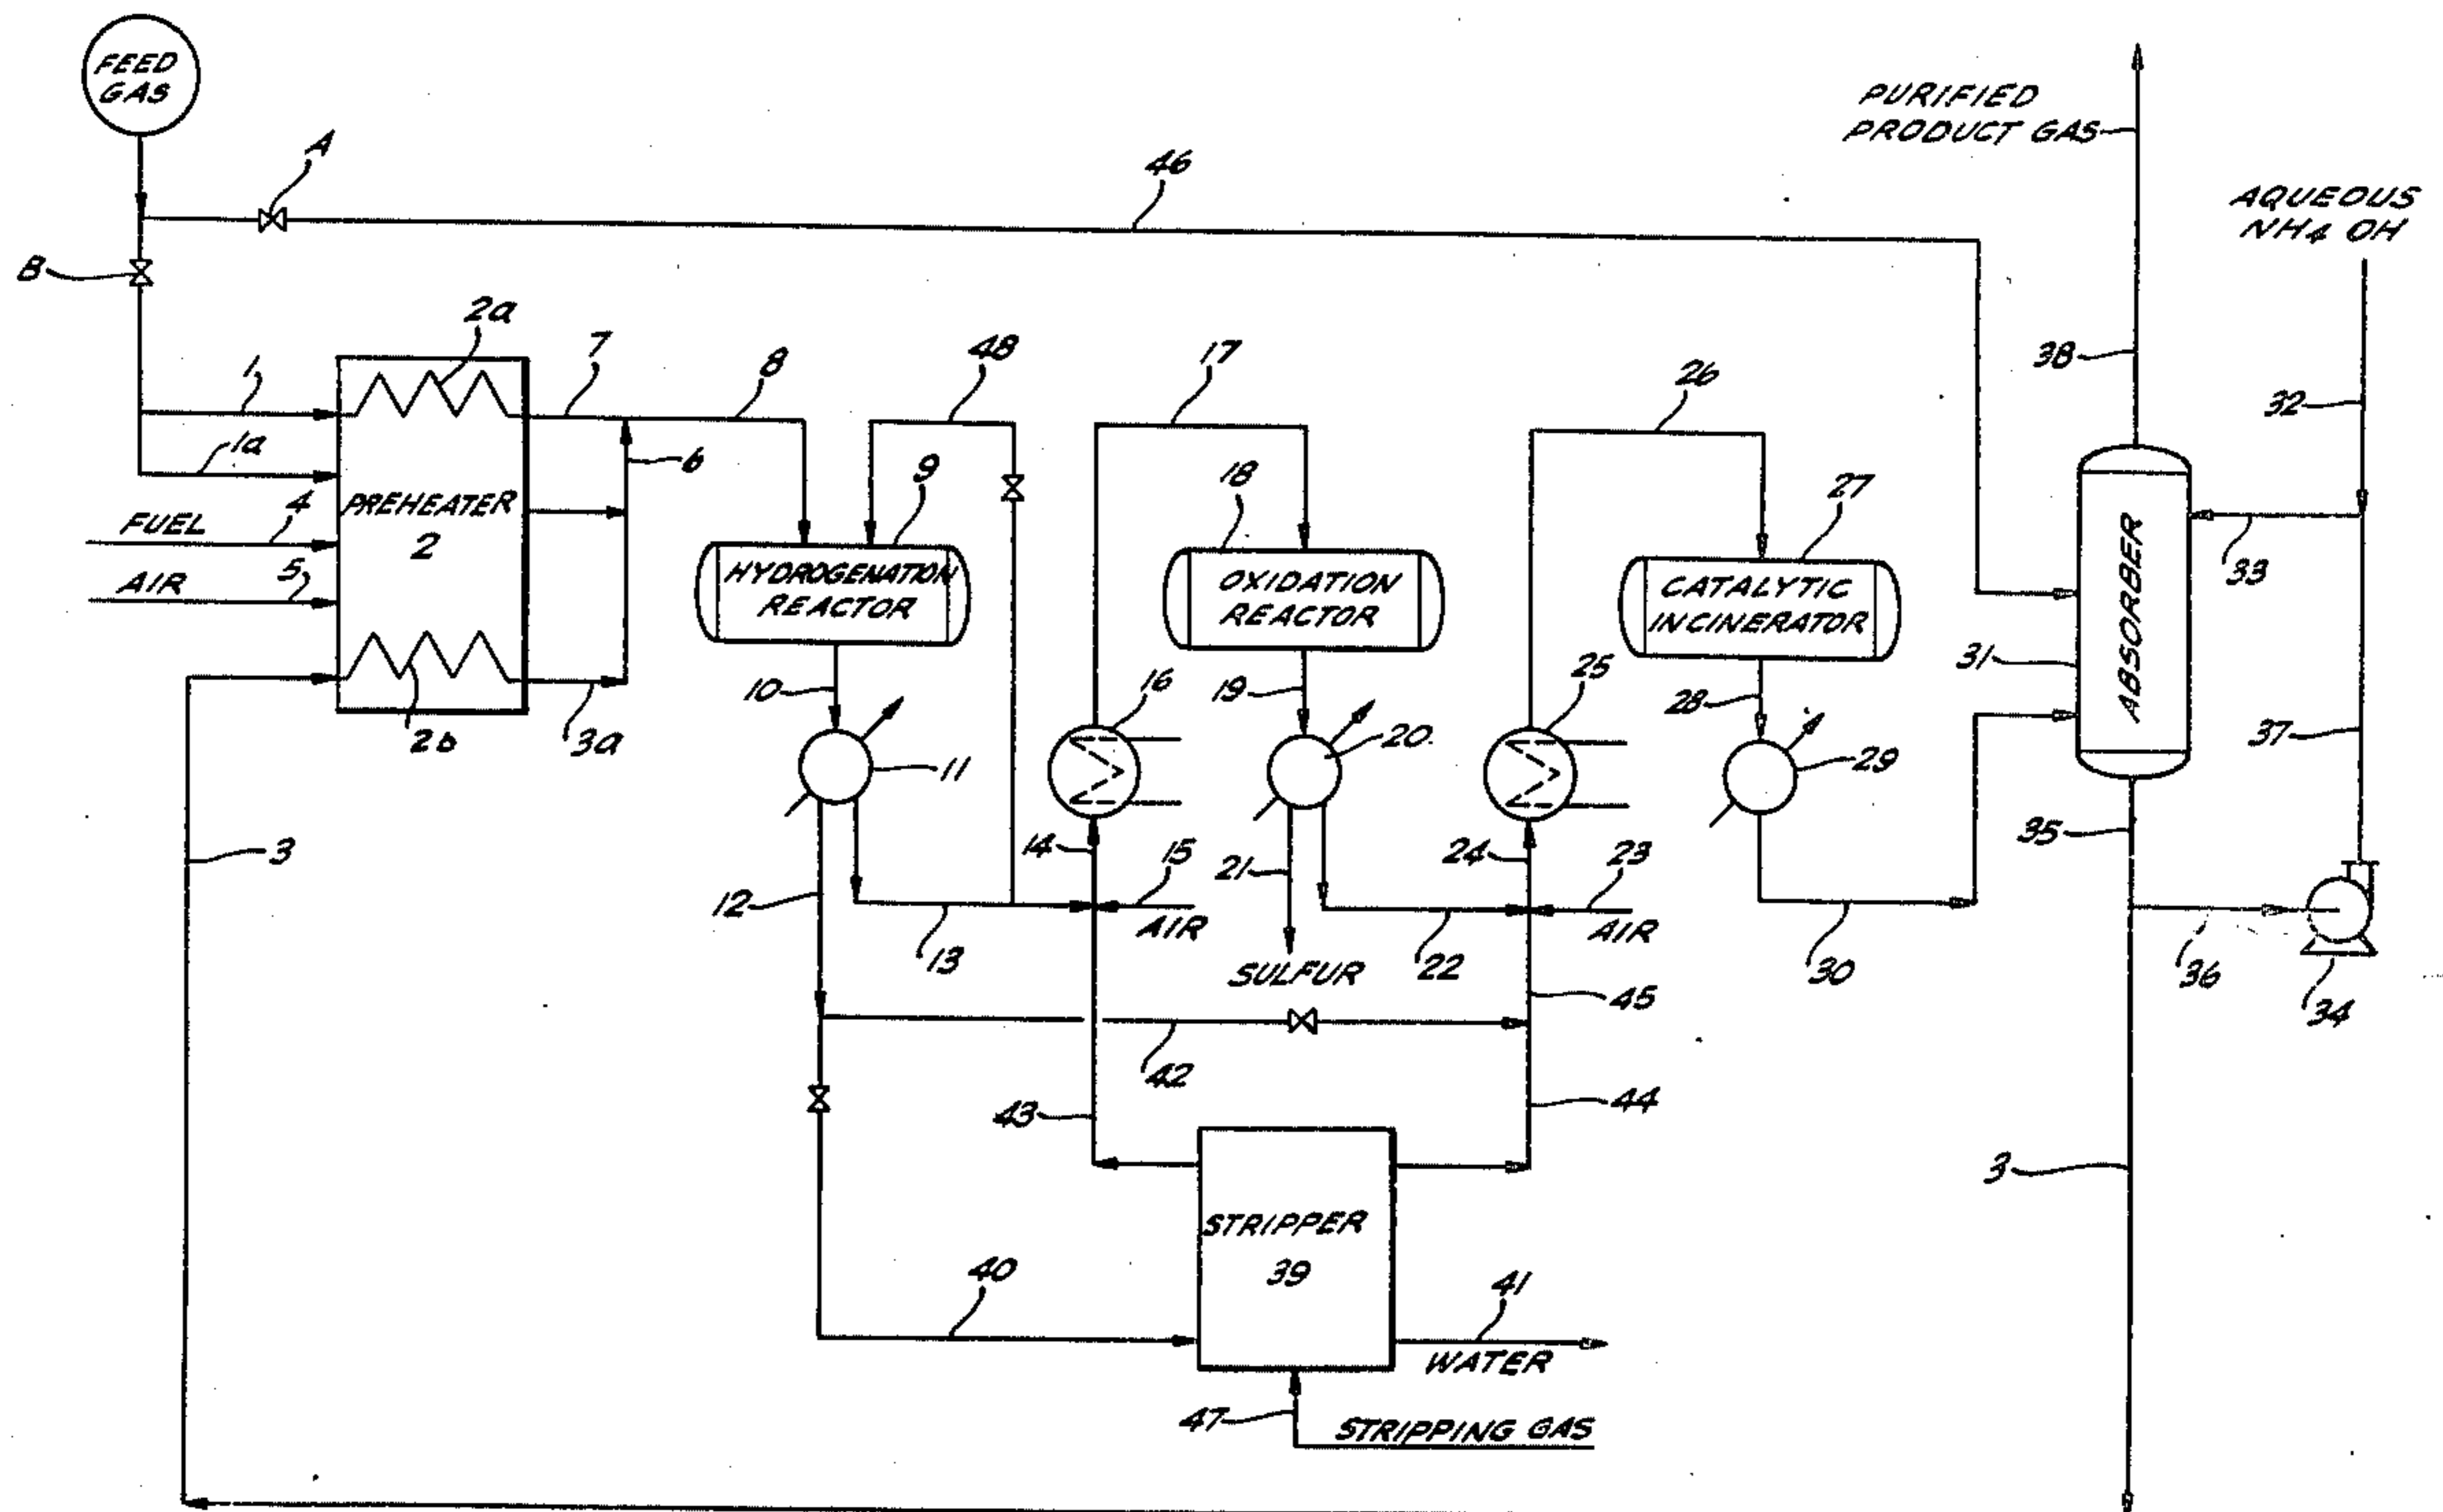 FEED
GAS
A
B
46
PURIFIED
PRODUCT GAS
AQUEOUS
NH4 OH
1
1a
2a
7
8
48
17
26
38
32
FUEL
4
AIR
5
PREHEATER
2
6
9
HYDROGENATION
REACTOR
18
OXIDATION
REACTOR
27
CATALYTIC
INCINERATOR
ABSORBER
31
33
2b
3a
10
11
16
19
20
25
28
29
37
3
12
13
14
15
AIR
21
SULFUR
22
24
23
AIR
30
35
36
34
45
42
43
44
3
STRIPPER
39
40
41
WATER
47
STRIPPING GAS